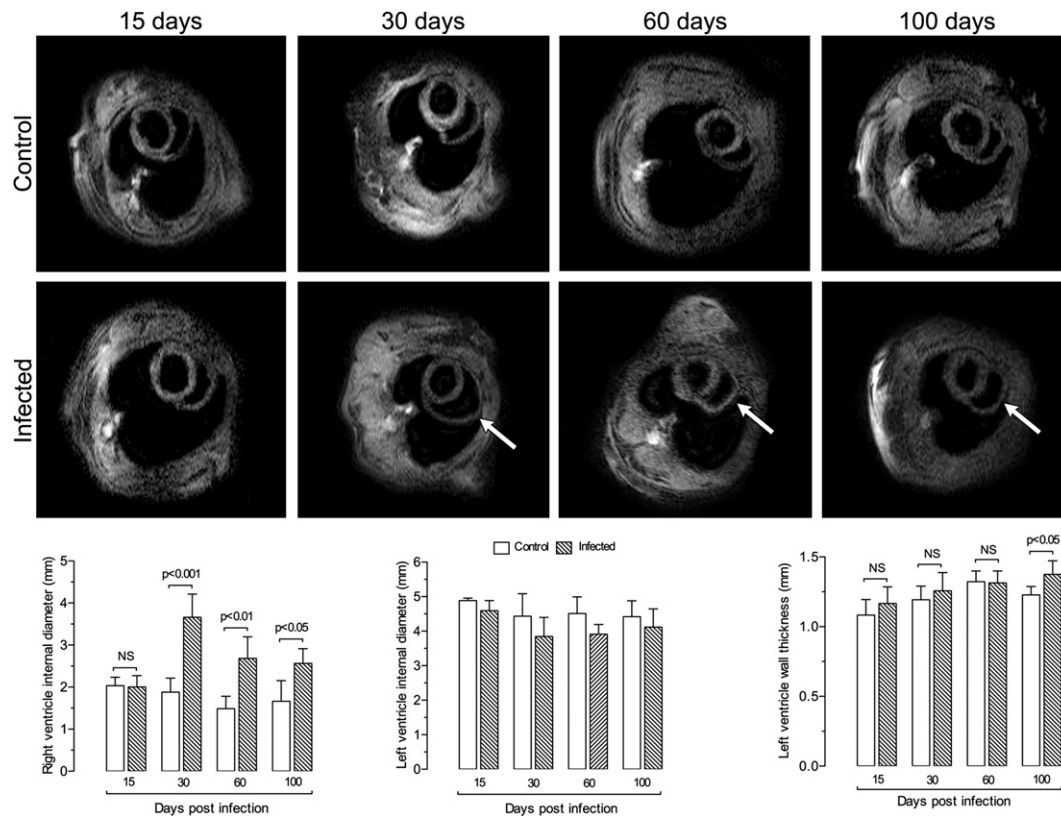 15 days
30 days
60 days
100 days
Control
Infected
Control Infected
Right ventricle internal diameter (mm)
5
4
3
2
1
0
NS
p<0.001
p<0.01
p<0.05
15 30 60 100
Days post infection
Left ventricle internal diameter (mm)
6
5
4
3
2
1
0
15 30 60 100
Days post infection
Left ventricle wall thickness (mm)
1.5
1.0
0.5
0.0
NS
NS
NS
p<0.05
15 30 60 100
Days post infection